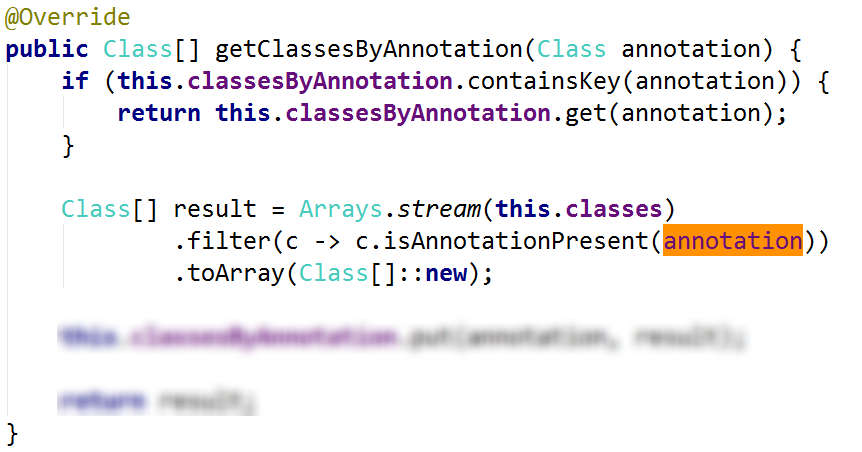 @Override
public Class[] getClassesByAnnotation(Class annotation) {
if (this.classesByAnnotation.containsKey(annotation)) {
return this.classesByAnnotation.get(annotation);
}
Class[] result = Arrays.stream(this.classes)
.filter(c -> c.isAnnotationPresent(annotation))
.toArray(Class[]::new);
this.classesByAnnotation.put(annotation, result);
return result;
}